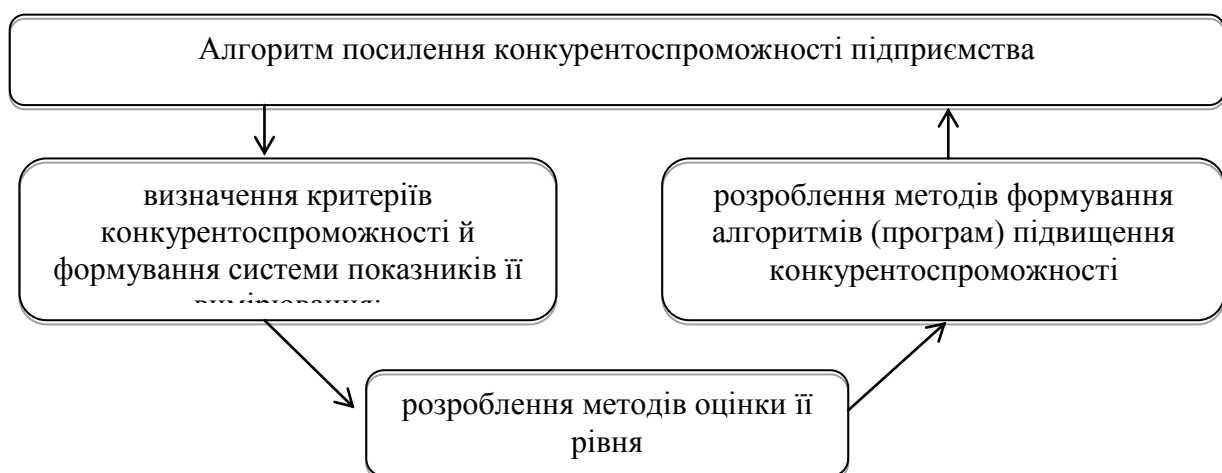 Алгоритм посилення конкурентоспроможності підприємства
визначення критеріїв
конкурентоспроможності й
формування системи показників її
вимірювання;
розроблення методів формування
алгоритмів (програм) підвищення
конкурентоспроможності
розроблення методів оцінки її
рівня